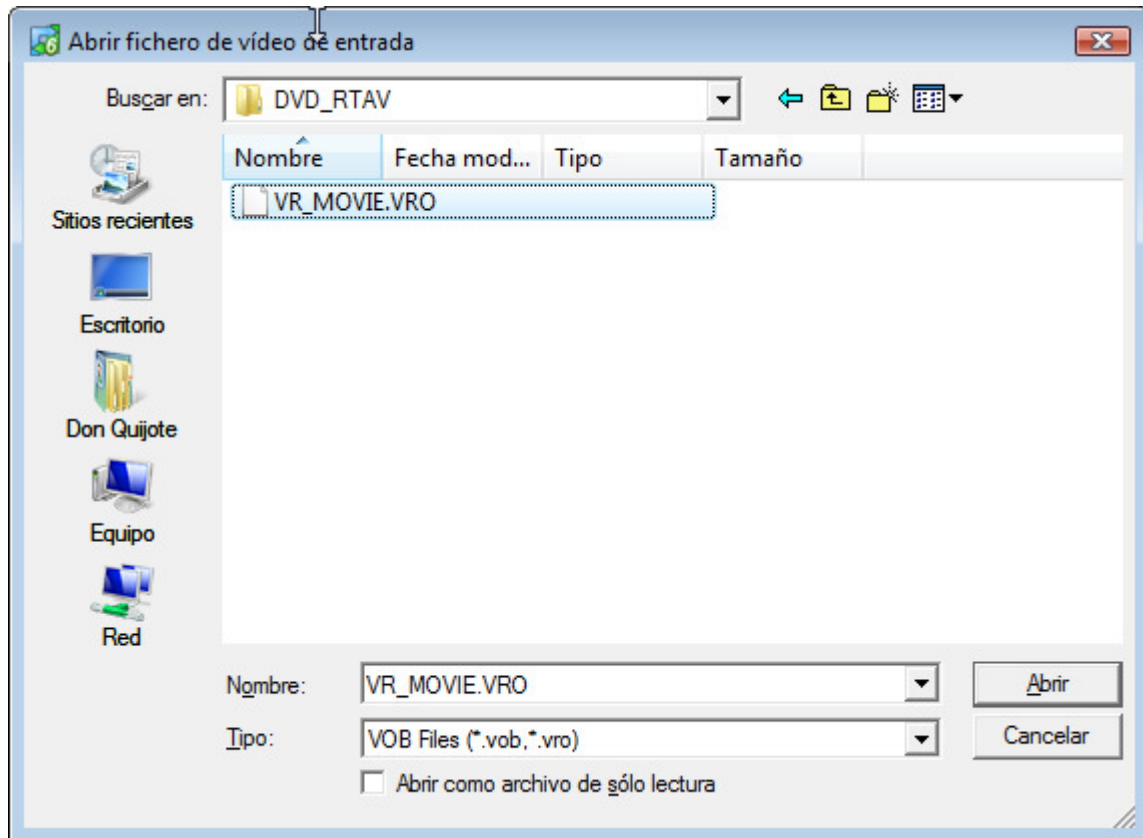 Abrir fichero de vídeo de entrada
Buscar en: DVD_RTAV
Nombre Fecha mod... Tipo Tamaño
VR_MOVIE.VRO
Sitios recientes
Escritorio
Don Quijote
Equipo
Red
Nombre: VR_MOVIE.VRO Abrir
Tipo: VOB Files (*.vob,*.vro) Cancelar
Abrir como archivo de sólo lectura